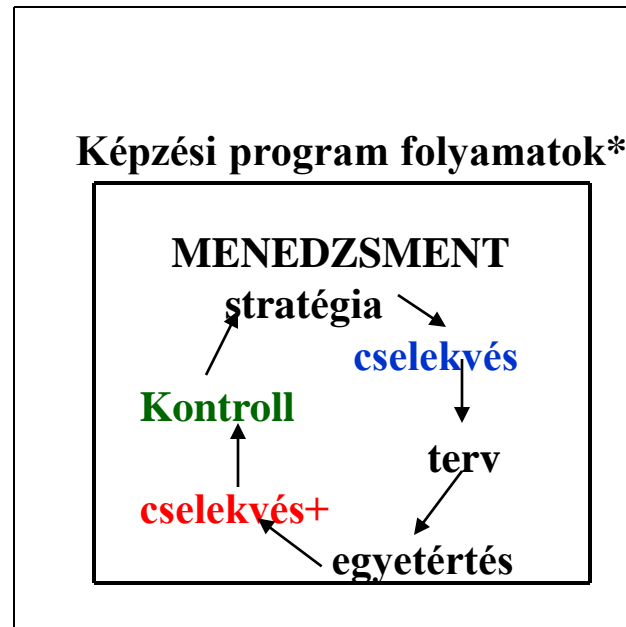 Képzési program folyamatok*
MENEDZSMENT
stratégia
cselekvés
Kontroll
terv
cselekvés+
egyetértés